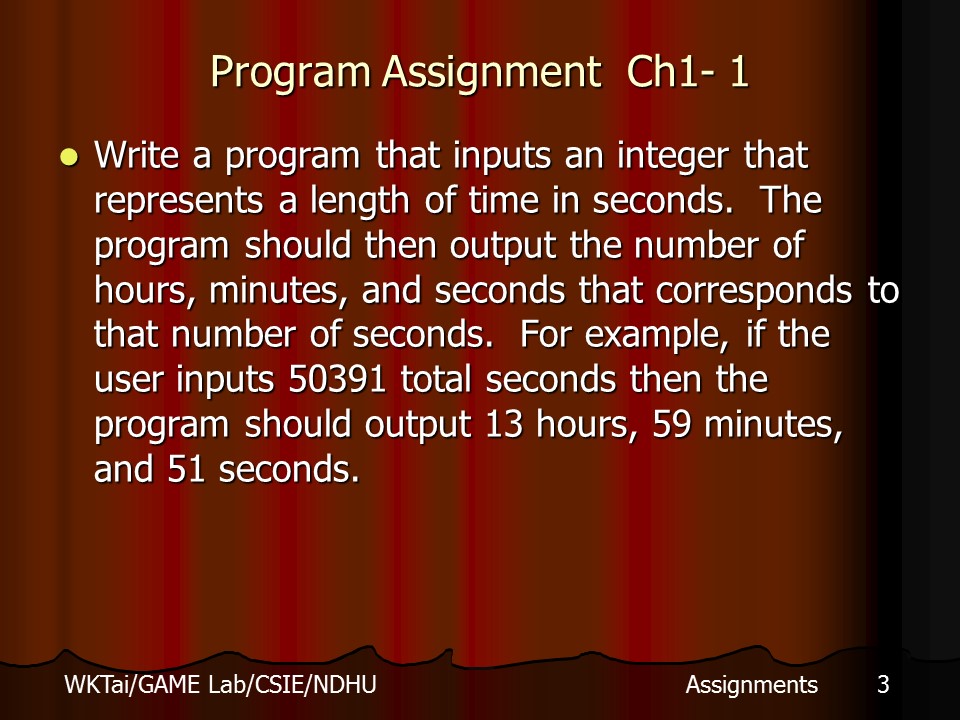 Program Assignment Ch1- 1
Write a program that inputs an integer that
represents a length of time in seconds. The
program should then output the number of
hours, minutes, and seconds that corresponds to
that number of seconds. For example, if the
user inputs 50391 total seconds then the
program should output 13 hours, 59 minutes,
and 51 seconds.
WKTai/GAME Lab/CSIE/NDHU Assignments 3